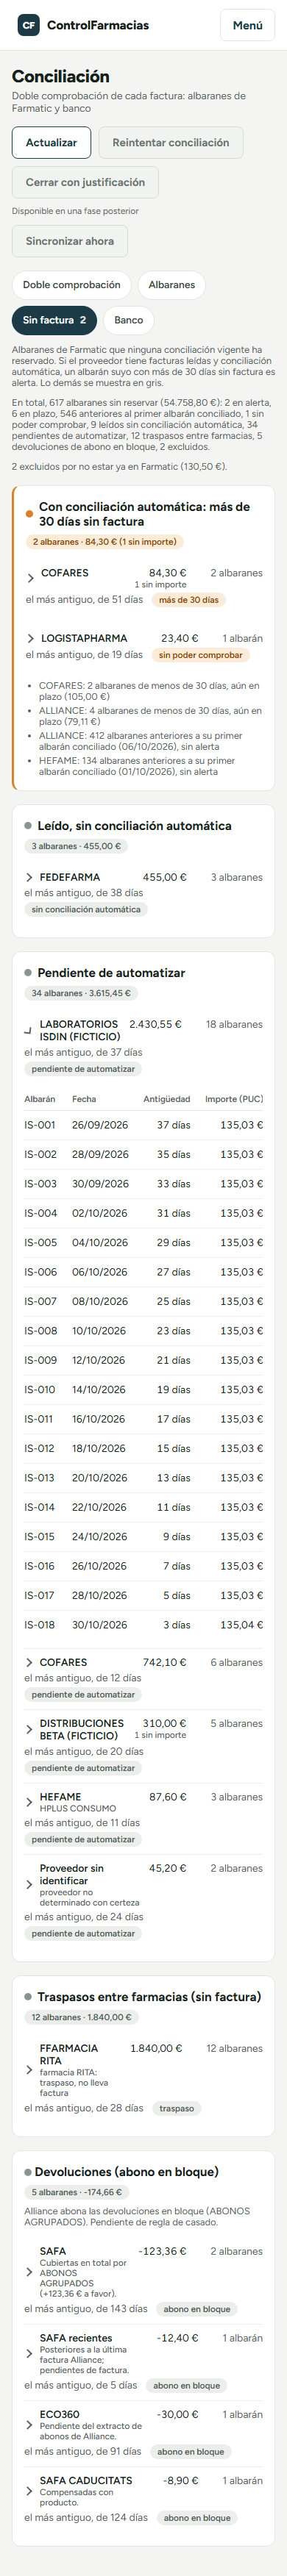 CF ControlFarmacias Menú
Conciliación
Doble comprobación de cada factura: albaranes de
Farmatic y banco
Actualizar Reintentar conciliación
Cerrar con justificación
Disponible en una fase posterior
Sincronizar ahora
Doble comprobación Albaranes
Sin factura 2 Banco
Albaranes de Farmatic que ninguna conciliación vigente ha
reservado. Si el proveedor tiene facturas leídas y conciliación
automática, un albarán suyo con más de 30 días sin factura es
alerta. Lo demás se muestra en gris.
En total, 617 albaranes sin reservar (54.758,80 €): 2 en alerta,
6 en plazo, 546 anteriores al primer albarán conciliado, 1 sin
poder comprobar, 9 leídos sin conciliación automática, 34
pendientes de automatizar, 12 traspasos entre farmacias, 5
devoluciones de abono en bloque, 2 excluidos.
2 excluidos por no estar ya en Farmatic (130,50 €).
Con conciliación automática: más de
30 días sin factura
2 albaranes · 84,30 € (1 sin importe)
COFARES 84,30 € 2 albaranes
1 sin importe
el más antiguo, de 51 días más de 30 días
LOGISTAPHARMA 23,40 € 1 albarán
el más antiguo, de 19 días sin poder comprobar
• COFARES: 2 albaranes de menos de 30 días, aún en
plazo (105,00 €)
• ALLIANCE: 4 albaranes de menos de 30 días, aún en
plazo (79,11 €)
• ALLIANCE: 412 albaranes anteriores a su primer
albarán conciliado (06/10/2026), sin alerta
• HEFAME: 134 albaranes anteriores a su primer
albarán conciliado (01/10/2026), sin alerta
Leído, sin conciliación automática
3 albaranes · 455,00 €
FEDEFARMA 455,00 € 3 albaranes
el más antiguo, de 38 días
sin conciliación automática
Pendiente de automatizar
34 albaranes · 3.615,45 €
LABORATORIOS 2.430,55 € 18 albaranes
ISDIN (FICTICIO)
el más antiguo, de 37 días
pendiente de automatizar
Albarán Fecha Antigüedad Importe (PUC)
IS-001 26/09/2026 37 días 135,03 €
IS-002 28/09/2026 35 días 135,03 €
IS-003 30/09/2026 33 días 135,03 €
IS-004 02/10/2026 31 días 135,03 €
IS-005 04/10/2026 29 días 135,03 €
IS-006 06/10/2026 27 días 135,03 €
IS-007 08/10/2026 25 días 135,03 €
IS-008 10/10/2026 23 días 135,03 €
IS-009 12/10/2026 21 días 135,03 €
IS-010 14/10/2026 19 días 135,03 €
IS-011 16/10/2026 17 días 135,03 €
IS-012 18/10/2026 15 días 135,03 €
IS-013 20/10/2026 13 días 135,03 €
IS-014 22/10/2026 11 días 135,03 €
IS-015 24/10/2026 9 días 135,03 €
IS-016 26/10/2026 7 días 135,03 €
IS-017 28/10/2026 5 días 135,03 €
IS-018 30/10/2026 3 días 135,04 €
COFARES 742,10 € 6 albaranes
el más antiguo, de 12 días
pendiente de automatizar
DISTRIBUCIONES 310,00 € 5 albaranes
BETA (FICTICIO) 1 sin importe
el más antiguo, de 20 días
pendiente de automatizar
HEFAME 87,60 € 3 albaranes
HPLUS CONSUMO
el más antiguo, de 11 días
pendiente de automatizar
Proveedor sin 45,20 € 2 albaranes
identificar
proveedor no
determinado con certeza
el más antiguo, de 24 días
pendiente de automatizar
Traspasos entre farmacias (sin factura)
12 albaranes · 1.840,00 €
FFARMACIA 1.840,00 € 12 albaranes
RITA
farmacia RITA:
traspaso, no lleva
factura
el más antiguo, de 28 días traspaso
Devoluciones (abono en bloque)
5 albaranes · -174,66 €
Alliance abona las devoluciones en bloque (ABONOS
AGRUPADOS). Pendiente de regla de casado.
SAFA -123,36 € 2 albaranes
Cubiertas en total por
ABONOS
AGRUPADOS
(+123,36 € a favor).
el más antiguo, de 143 días abono en bloque
SAFA recientes -12,40 € 1 albarán
Posteriores a la última
factura Alliance;
pendientes de factura.
el más antiguo, de 5 días abono en bloque
ECO360 -30,00 € 1 albarán
Pendiente del extracto de
abonos de Alliance.
el más antiguo, de 91 días abono en bloque
SAFA CADUCITATS -8,90 € 1 albarán
Compensadas con
producto.
el más antiguo, de 124 días abono en bloque